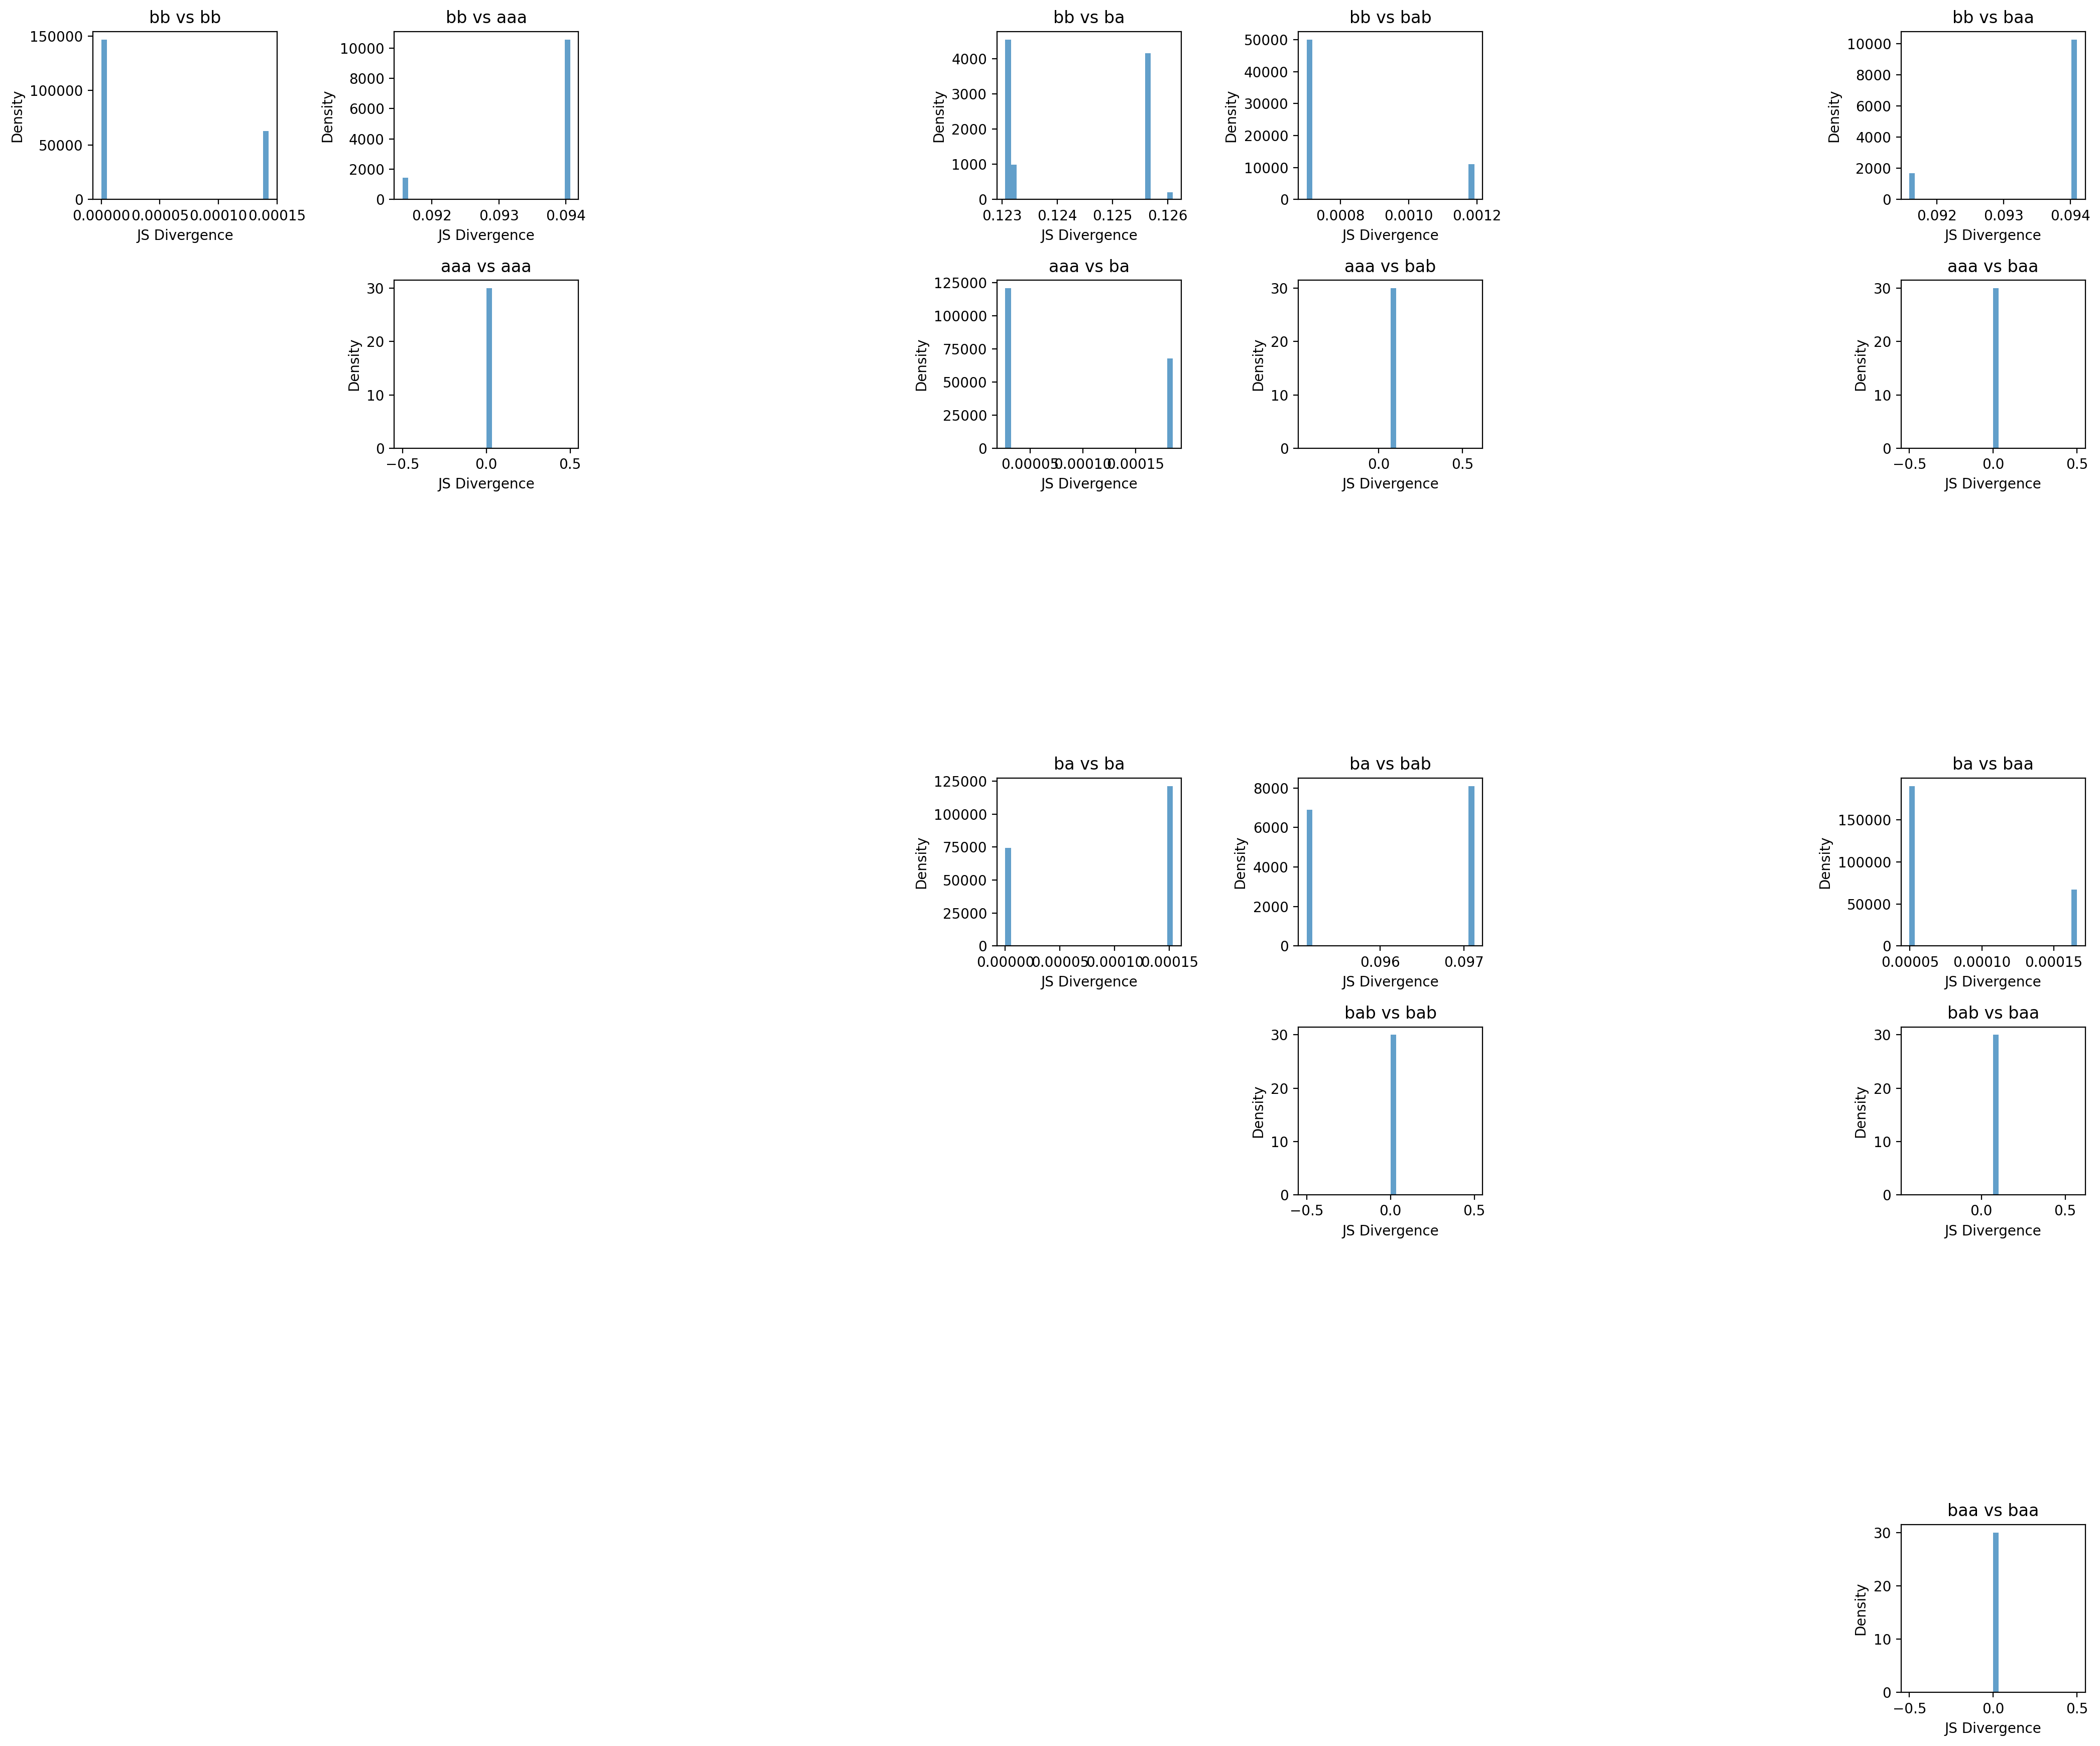 bb vs bb
Density
150000
100000
50000
0
0.00000
0.00005
0.00010
0.00015
JS Divergence
bb vs aaa
Density
10000
8000
6000
4000
2000
0
0.092
0.093
0.094
JS Divergence
bb vs ba
Density
4000
3000
2000
1000
0
0.123
0.124
0.125
0.126
JS Divergence
bb vs bab
Density
50000
40000
30000
20000
10000
0
0.0008
0.0010
0.0012
JS Divergence
bb vs baa
Density
10000
8000
6000
4000
2000
0
0.092
0.093
0.094
JS Divergence
aaa vs aaa
Density
30
20
10
0
−0.5
0.0
0.5
JS Divergence
aaa vs ba
Density
125000
100000
75000
50000
25000
0
0.00005
0.00010
0.00015
JS Divergence
aaa vs bab
Density
30
20
10
0
0.0
0.5
JS Divergence
aaa vs baa
Density
30
20
10
0
−0.5
0.0
0.5
JS Divergence
ba vs ba
Density
125000
100000
75000
50000
25000
0
0.00000
0.00005
0.00010
0.00015
JS Divergence
ba vs bab
Density
8000
6000
4000
2000
0
0.096
0.097
JS Divergence
ba vs baa
Density
150000
100000
50000
0
0.00005
0.00010
0.00015
JS Divergence
bab vs bab
Density
30
20
10
0
−0.5
0.0
0.5
JS Divergence
bab vs baa
Density
30
20
10
0
0.0
0.5
JS Divergence
baa vs baa
Density
30
20
10
0
−0.5
0.0
0.5
JS Divergence